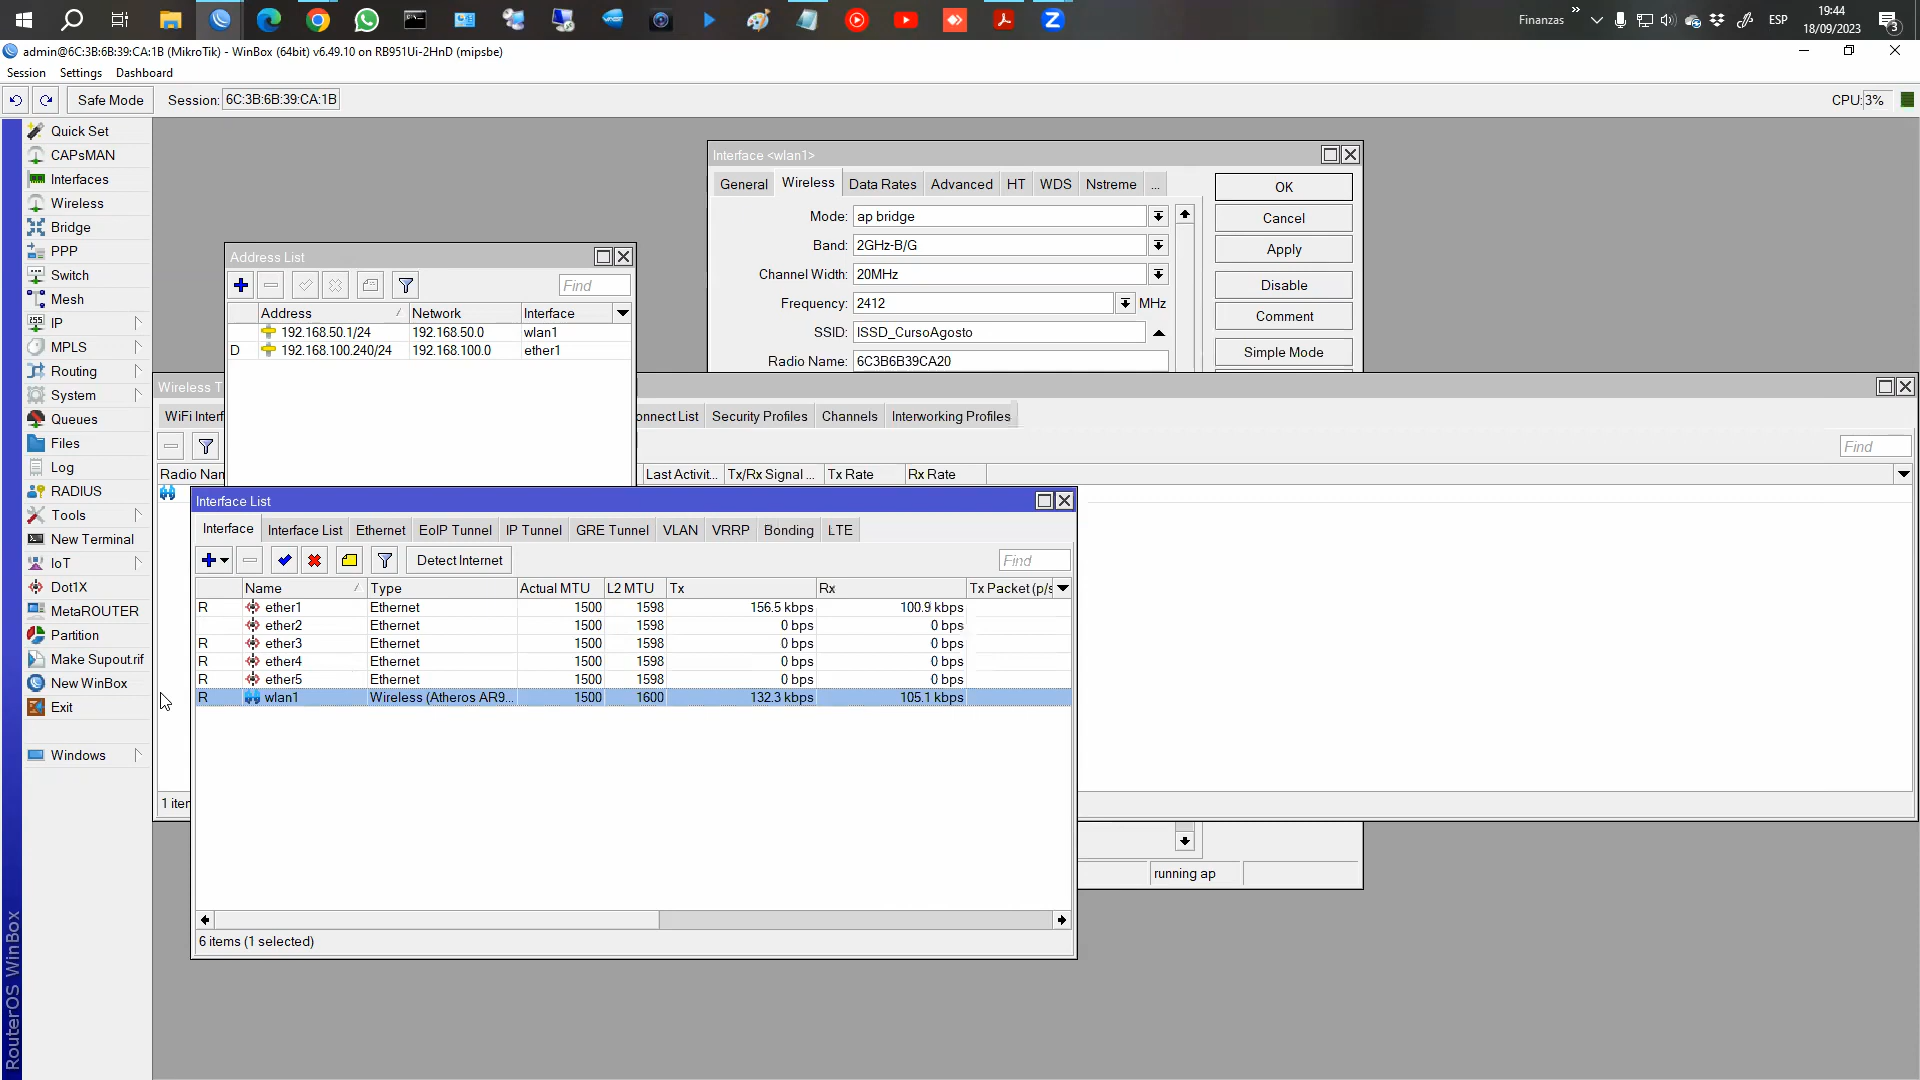 Finanzas
ESP
19:44
18/09/2023
3
admin@6C:3B:6B:39:CA:1B (MikroTik) - WinBox (64bit) v6.49.10 on RB951Ui-2HnD (mipsbe)
Session Settings Dashboard
Safe Mode
Session: 6C:3B:6B:39:CA:1B
CPU: 3%
Quick Set
CAPsMAN
Interfaces
Wireless
Bridge
PPP
Switch
Mesh
IP
MPLS
Routing
System
Queues
Files
Log
RADIUS
Tools
New Terminal
IoT
Dot1X
MetaROUTER
Partition
Make Supout.rif
New WinBox
Exit
Windows
RouterOS WinBox
Interface <wlan1>
General Wireless Data Rates Advanced HT WDS Nstreme ...
Mode: ap bridge
Band: 2GHz-B/G
Channel Width: 20MHz
Frequency: 2412 MHz
SSID: ISSD_CursoAgosto
Radio Name: 6C3B6B39CA20
OK
Cancel
Apply
Disable
Comment
Simple Mode
running ap
Address List
Find
Address Network Interface
192.168.50.1/24 192.168.50.0 wlan1
D 192.168.100.240/24 192.168.100.0 ether1
Wireless T
WiFi Interf
onnect List Security Profiles Channels Interworking Profiles
Find
Radio Nan
Last Activit... Tx/Rx Signal ... Tx Rate Rx Rate
1 iter
Interface List
Interface Interface List Ethernet EoIP Tunnel IP Tunnel GRE Tunnel VLAN VRRP Bonding LTE
Detect Internet
Find
Name Type Actual MTU L2 MTU Tx Rx Tx Packet (p/s
R ether1 Ethernet 1500 1598 156.5 kbps 100.9 kbps
ether2 Ethernet 1500 1598 0 bps 0 bps
R ether3 Ethernet 1500 1598 0 bps 0 bps
R ether4 Ethernet 1500 1598 0 bps 0 bps
R ether5 Ethernet 1500 1598 0 bps 0 bps
R wlan1 Wireless (Atheros AR9... 1500 1600 132.3 kbps 105.1 kbps
6 items (1 selected)